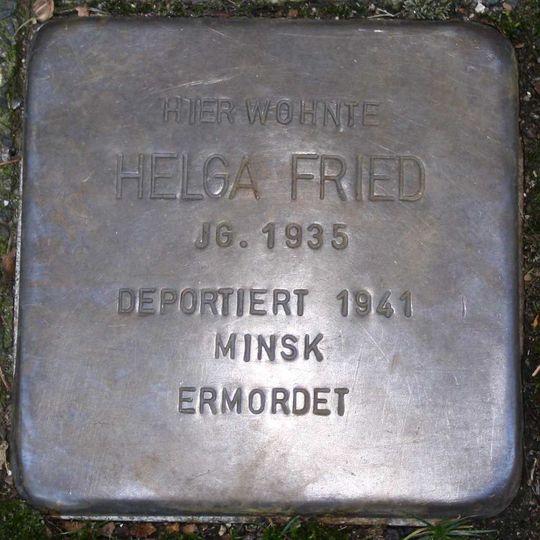 HIER WOHNTE
HELGA FRIED
JG. 1935
DEPORTIERT 1941
MINSK
ERMORDET